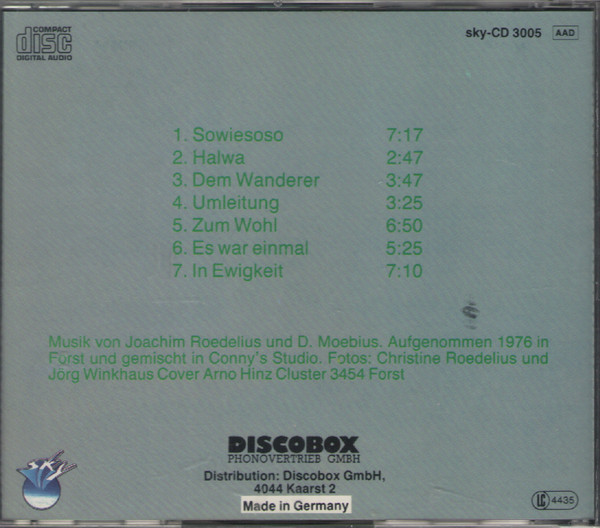 COMPACT
disc
DIGITAL AUDIO
sky-CD 3005 AAD
1. Sowiesoso 7:17
2. Halwa 2:47
3. Dem Wanderer 3:47
4. Umleitung 3:25
5. Zum Wohl 6:50
6. Es war einmal 5:25
7. In Ewigkeit 7:10
Musik von Joachim Roedelius und D. Moebius. Aufgenommen 1976 in
Forst und gemischt in Conny's Studio. Fotos: Christine Roedelius und
Jörg Winkhaus Cover Arno Hinz Cluster 3454 Forst
DISCOBOX
PHONOVERTRIEB GMBH
Distribution: Discobox GmbH,
4044 Kaarst 2
Made in Germany
SKY
LC 4435